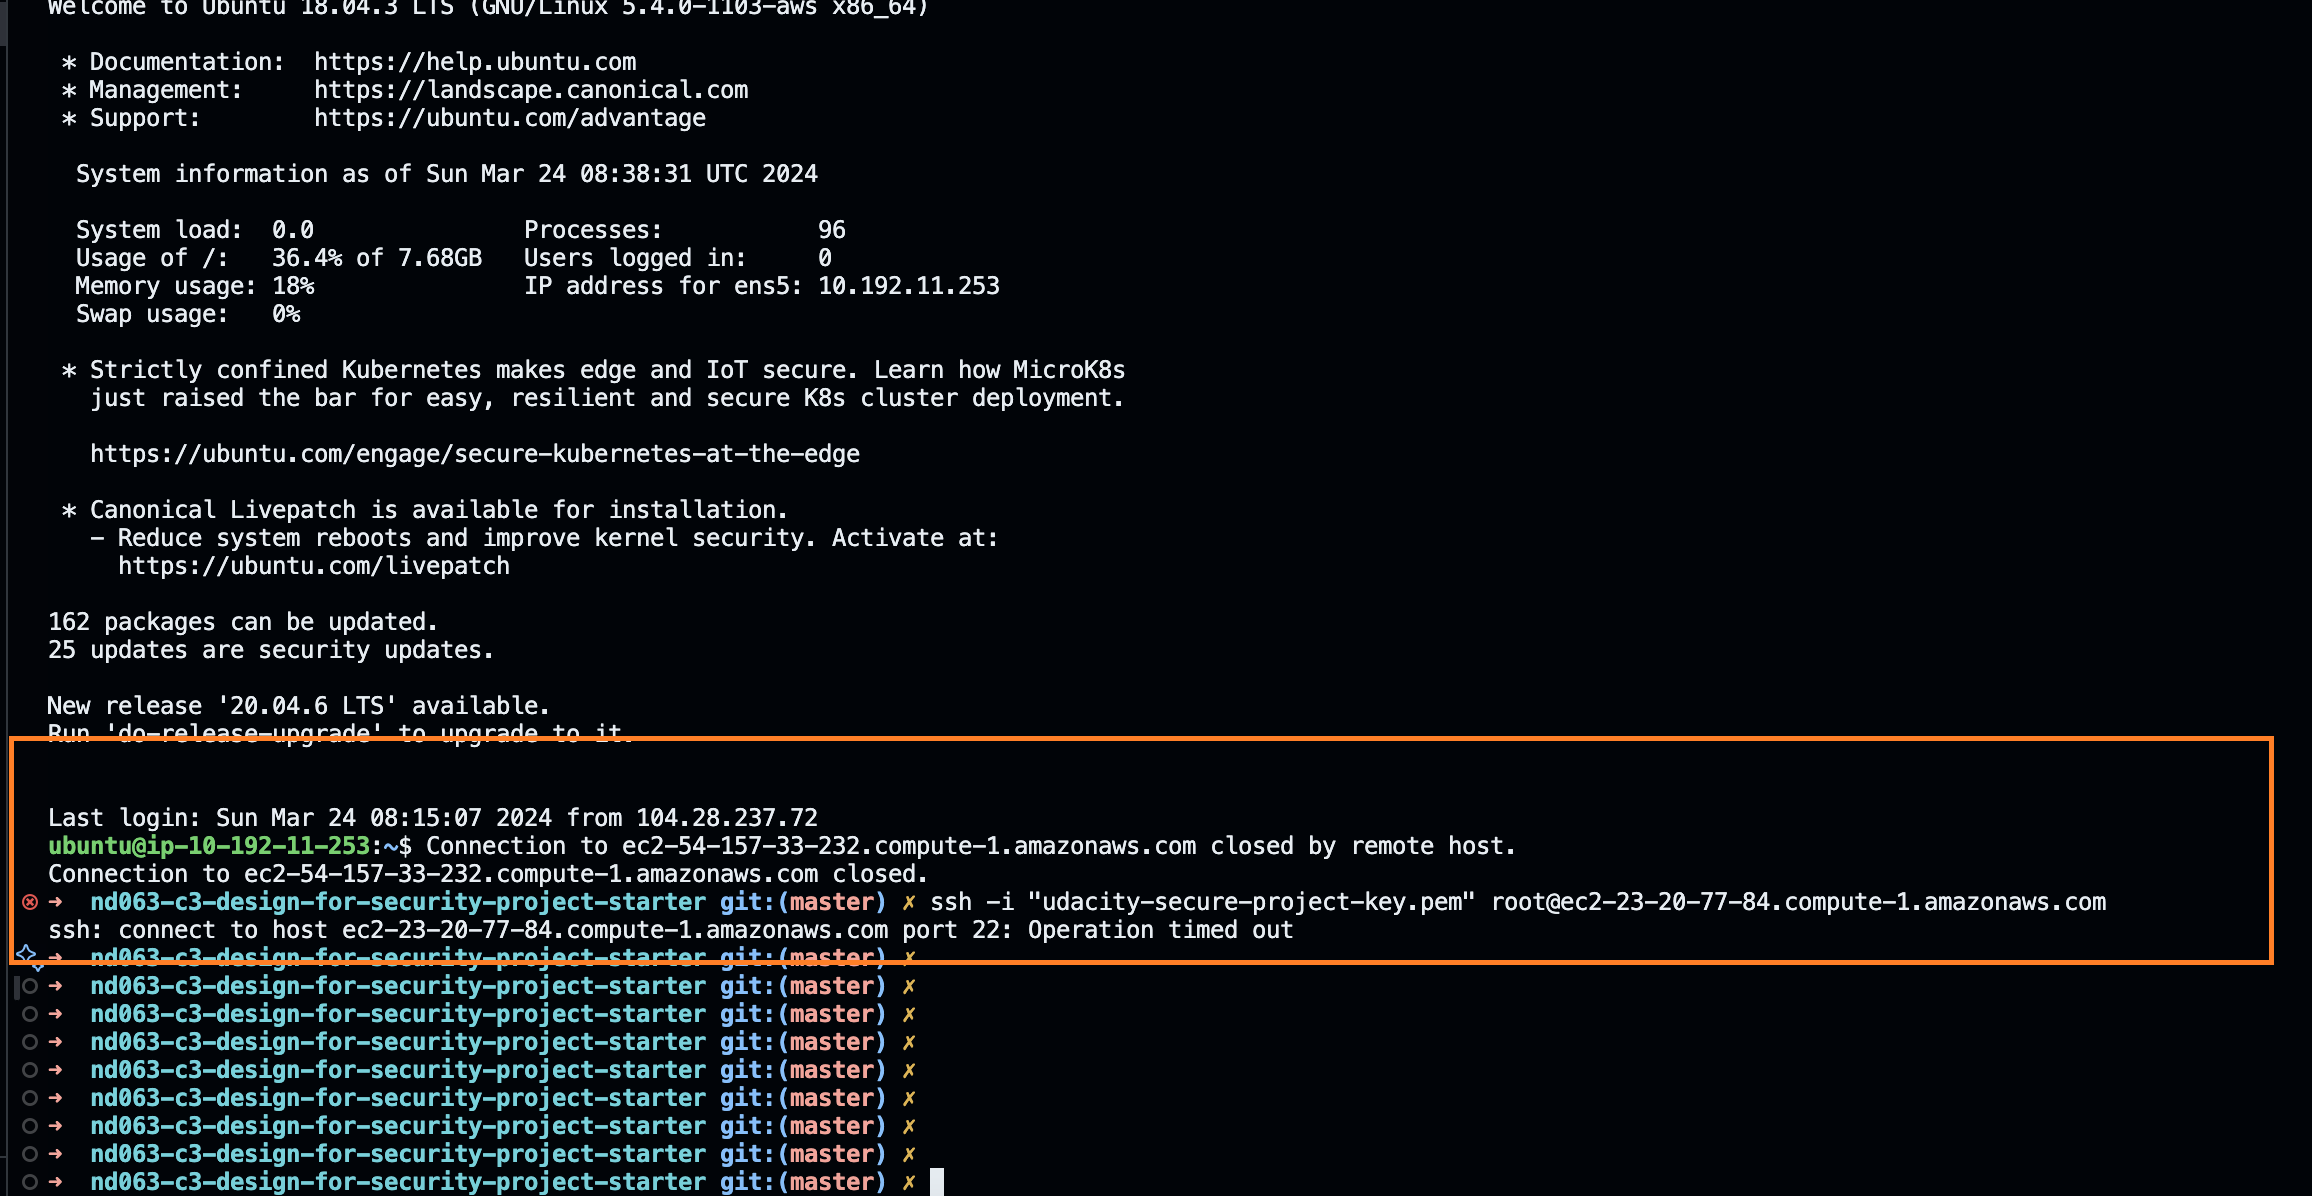 Welcome to Ubuntu 18.04.3 LTS (GNU/Linux 5.4.0-1103-aws x86_64)
* Documentation:  https://help.ubuntu.com
* Management:     https://landscape.canonical.com
* Support:        https://ubuntu.com/advantage
System information as of Sun Mar 24 08:38:31 UTC 2024
System load:  0.0               Processes:           96
Usage of /:   36.4% of 7.68GB   Users logged in:     0
Memory usage: 18%               IP address for ens5: 10.192.11.253
Swap usage:   0%
* Strictly confined Kubernetes makes edge and IoT secure. Learn how MicroK8s
just raised the bar for easy, resilient and secure K8s cluster deployment.
https://ubuntu.com/engage/secure-kubernetes-at-the-edge
* Canonical Livepatch is available for installation.
- Reduce system reboots and improve kernel security. Activate at:
https://ubuntu.com/livepatch
162 packages can be updated.
25 updates are security updates.
New release '20.04.6 LTS' available.
Run 'do-release-upgrade' to upgrade to it.
Last login: Sun Mar 24 08:15:07 2024 from 104.28.237.72
ubuntu@ip-10-192-11-253:~$ Connection to ec2-54-157-33-232.compute-1.amazonaws.com closed by remote host.
Connection to ec2-54-157-33-232.compute-1.amazonaws.com closed.
➜  nd063-c3-design-for-security-project-starter git:(master) ✗ ssh -i "udacity-secure-project-key.pem" root@ec2-23-20-77-84.compute-1.amazonaws.com
ssh: connect to host ec2-23-20-77-84.compute-1.amazonaws.com port 22: Operation timed out
➜  nd063-c3-design-for-security-project-starter git:(master) ✗
➜  nd063-c3-design-for-security-project-starter git:(master) ✗
➜  nd063-c3-design-for-security-project-starter git:(master) ✗
➜  nd063-c3-design-for-security-project-starter git:(master) ✗
➜  nd063-c3-design-for-security-project-starter git:(master) ✗
➜  nd063-c3-design-for-security-project-starter git:(master) ✗
➜  nd063-c3-design-for-security-project-starter git:(master) ✗
➜  nd063-c3-design-for-security-project-starter git:(master) ✗
➜  nd063-c3-design-for-security-project-starter git:(master) ✗